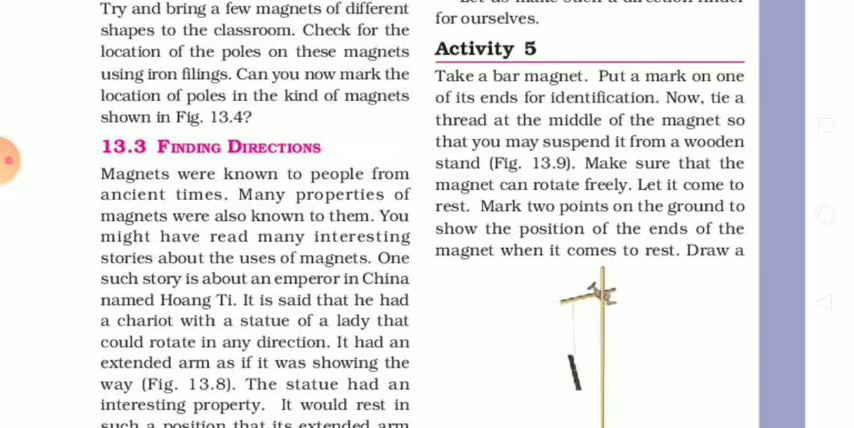 Try and bring a few magnets of different
shapes to the classroom. Check for the
location of the poles on these magnets
using iron filings. Can you now mark the
location of poles in the kind of magnets
shown in Fig. 13.4?
13.3 FINDING DIRECTIONS
Magnets were known to people from
ancient times. Many properties of
magnets were also known to them. You
might have read many interesting
stories about the uses of magnets. One
such story is about an emperor in China
named Hoang Ti. It is said that he had
a chariot with a statue of a lady that
could rotate in any direction. It had an
extended arm as if it was showing the
way (Fig. 13.8). The statue had an
interesting property. It would rest in
such a position that its extended arm
for ourselves.
Activity 5
Take a bar magnet. Put a mark on one
of its ends for identification. Now, tie a
thread at the middle of the magnet so
that you may suspend it from a wooden
stand (Fig. 13.9). Make sure that the
magnet can rotate freely. Let it come to
rest. Mark two points on the ground to
show the position of the ends of the
magnet when it comes to rest. Draw a